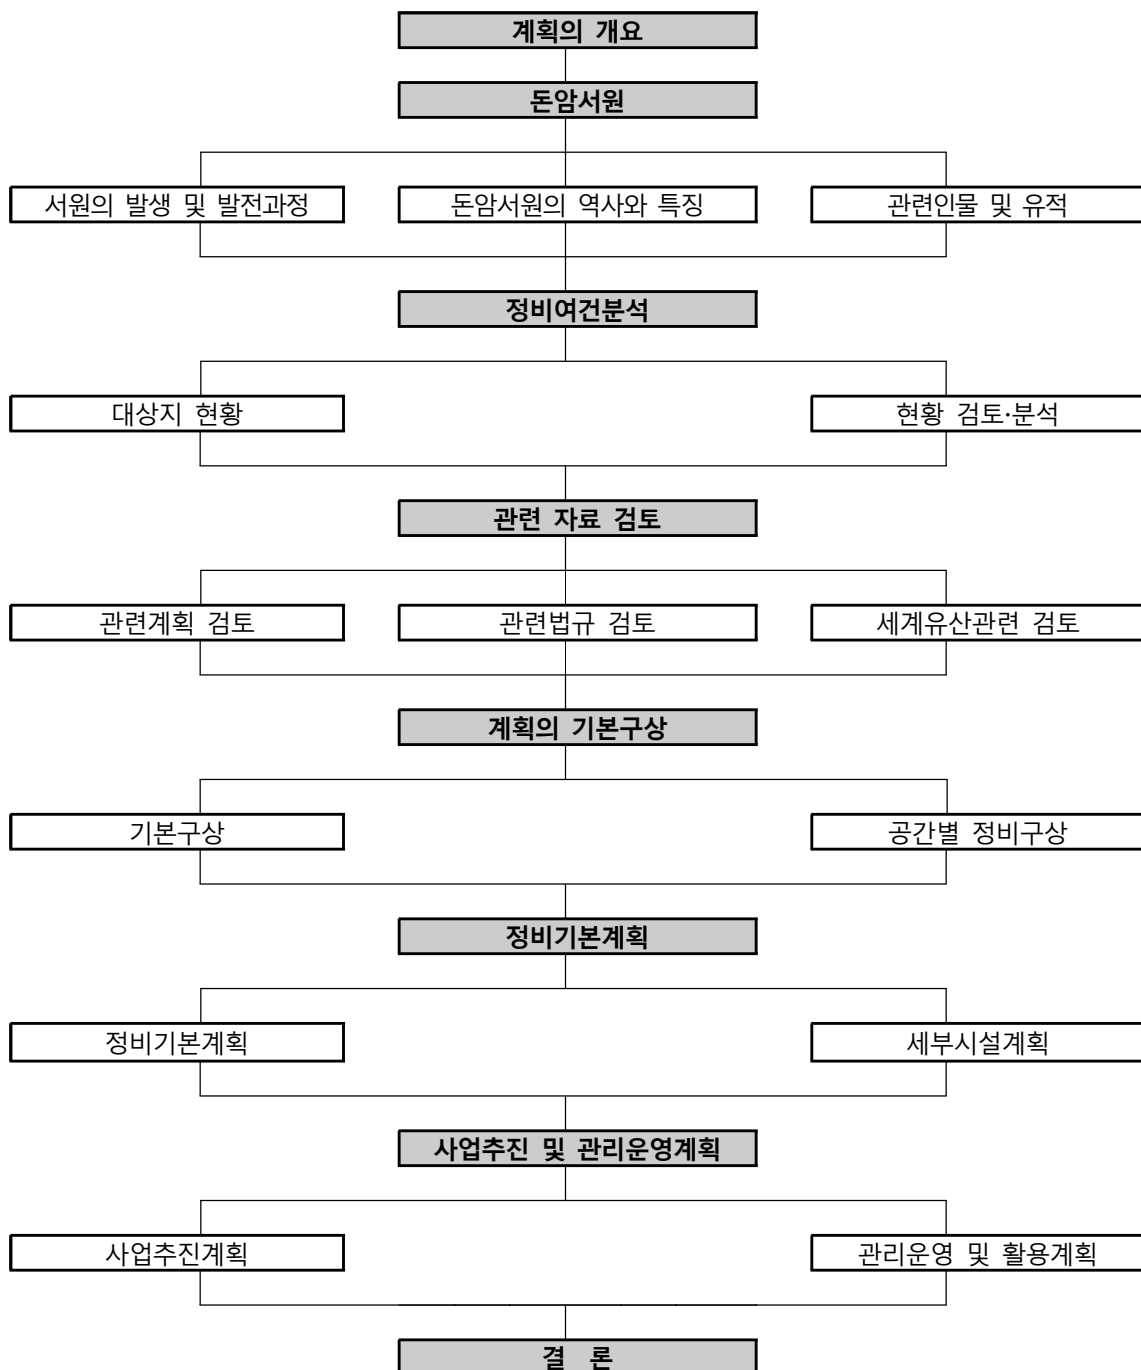 계획의 개요
돈암서원
서원의 발생 및 발전과정
돈암서원의 역사와 특징
관련인물 및 유적
정비여건분석
대상지 현황
현황 검토·분석
관련 자료 검토
관련계획 검토
관련법규 검토
세계유산관련 검토
계획의 기본구상
기본구상
공간별 정비구상
정비기본계획
정비기본계획
세부시설계획
사업추진 및 관리운영계획
사업추진계획
관리운영 및 활용계획
결 론